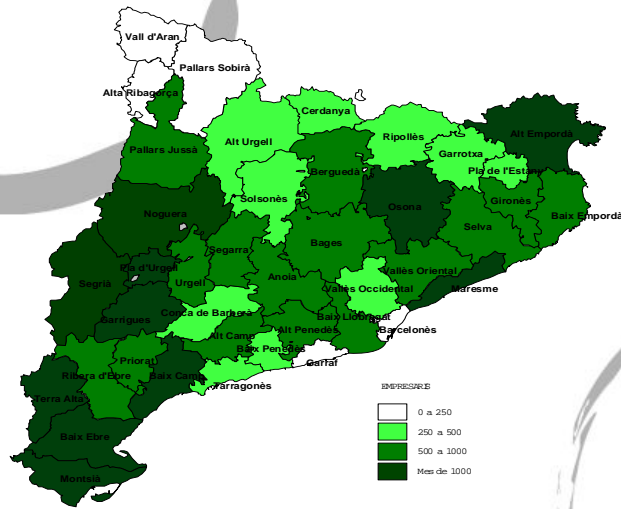 Vall d'Aran
Pallars Sobirà
Alta Ribagorça
Cerdanya
Alt Urgell
Ripollès
Alt Empordà
Pallars Jussà
Garrotxa
Berguedà
Pla de l'Estany
Solsonès
Gironès
Noguera
Osona
Baix Empordà
Selva
Segarra
Bages
Pla d'Urgell
Vallès Oriental
Segrià
Urgell
Anoia
Vallès Occidental
Maresme
Garrigues
Conca de Barberà
Baix Llobregat
Alt Camp
Alt Penedès
Barcelonès
Baix Penedès
Priorat
Garraf
Ribera d'Ebre
Baix Camp
Tarragonès
Terra Alta
Baix Ebre
Montsià
EMPRESARIS
0 a 250
250 a 500
500 a 1000
Mes de 1000